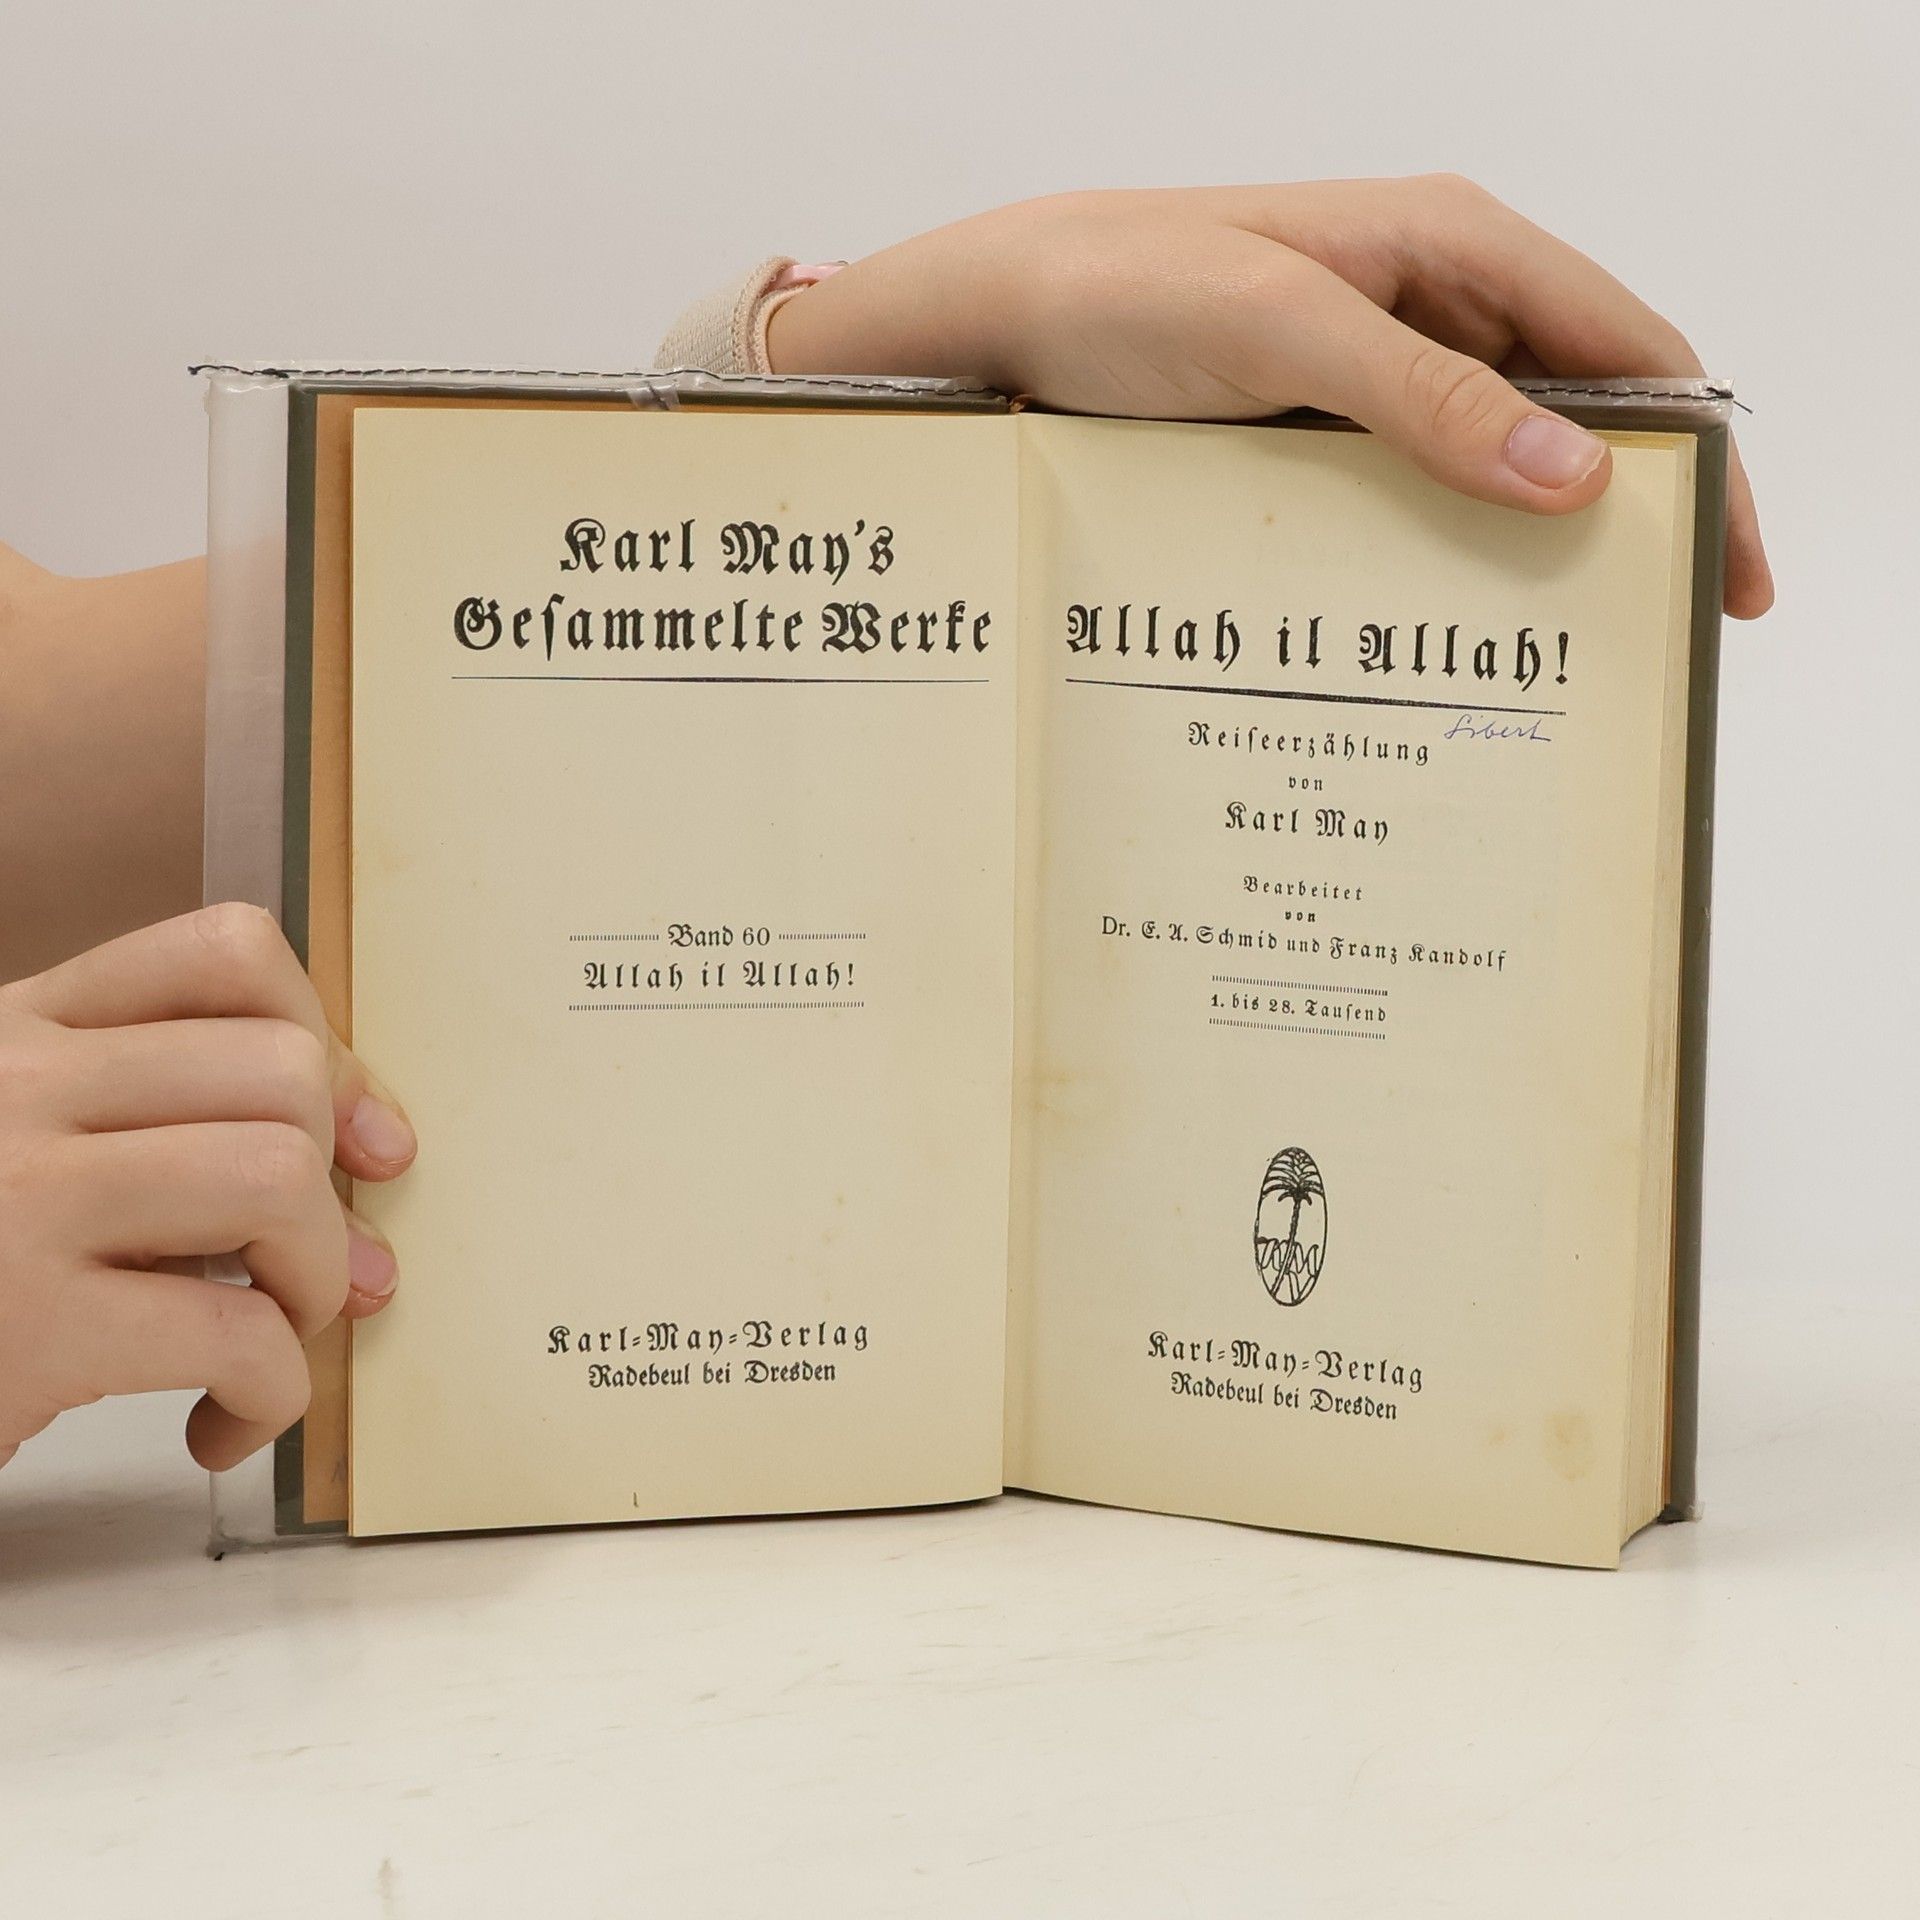 Karl May's
Geſammelte Werke
Band 60
Allah il Allah!
Karl=May=Verlag
Radebeul bei Dresden
Allah il Allah!
Libert
Reiſeerzählung
von
Karl May
Bearbeitet
von
Dr. E. A. Schmid und Franz Kandolf
1. bis 28. Tauſend
Karl=May=Verlag
Radebeul bei Dresden